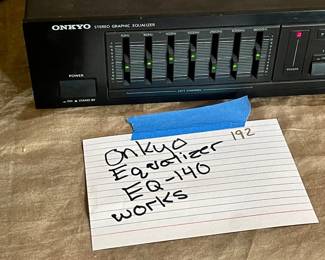 ONKYO STEREO GRAPHIC EQUALIZER
POWER
192
Onkyo
Equalizer
EQ-140
works